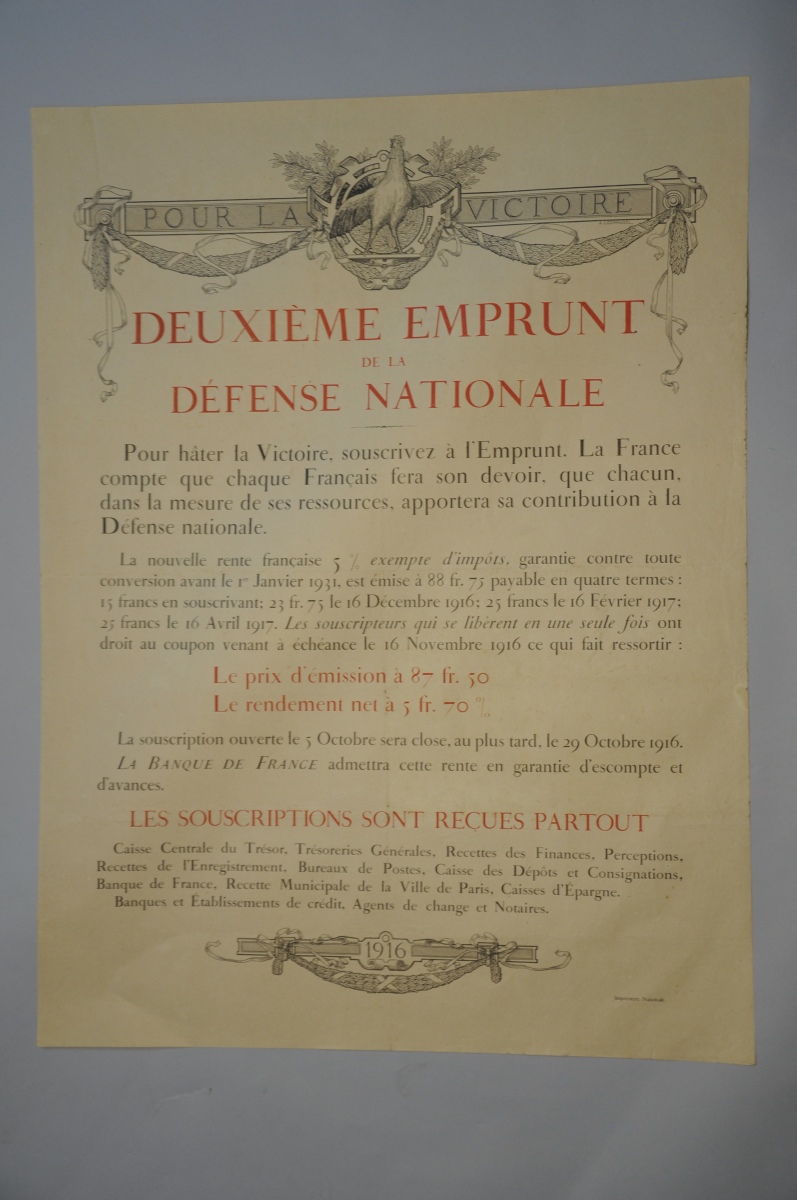 POUR LA VICTOIRE
DEUXIÈME EMPRUNT
DE LA
DÉFENSE NATIONALE
Pour hâter la Victoire, souscrivez à l'Emprunt. La France
compte que chaque Français fera son devoir, que chacun,
dans la mesure de ses ressources, apportera sa contribution à la
Défense nationale.
La nouvelle rente française 5 % exempte d'impôts, garantie contre toute
conversion avant le 1er Janvier 1931, est émise à 88 fr. 75 payable en quatre termes :
15 francs en souscrivant; 23 fr. 75 le 16 Décembre 1916; 25 francs le 16 Février 1917;
25 francs le 16 Avril 1917. Les souscripteurs qui se libèrent en une seule fois ont
droit au coupon venant à échéance le 16 Novembre 1916 ce qui fait ressortir :
Le prix d'émission à 87 fr. 50
Le rendement net à 5 fr. 70 %
La souscription ouverte le 5 Octobre sera close, au plus tard, le 29 Octobre 1916.
LA BANQUE DE FRANCE admettra cette rente en garantie d'escompte et
d'avances.
LES SOUSCRIPTIONS SONT REÇUES PARTOUT
Caisse Centrale du Trésor, Trésoreries Générales, Recettes des Finances, Perceptions,
Recettes de l'Enregistrement, Bureaux de Postes, Caisse des Dépôts et Consignations,
Banque de France, Recette Municipale de la Ville de Paris, Caisses d'Épargne.
Banques et Établissements de crédit, Agents de change et Notaires.
1916
Imprimerie Nationale